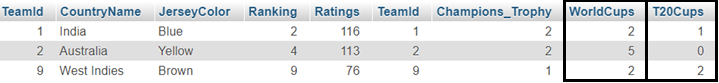 TeamId CountryName JerseyColor Ranking Ratings TeamId Champions_Trophy WorldCups T20Cups
1 India Blue 2 116 1 2 2 1
2 Australia Yellow 4 113 2 2 5 0
9 West Indies Brown 9 76 9 1 2 2